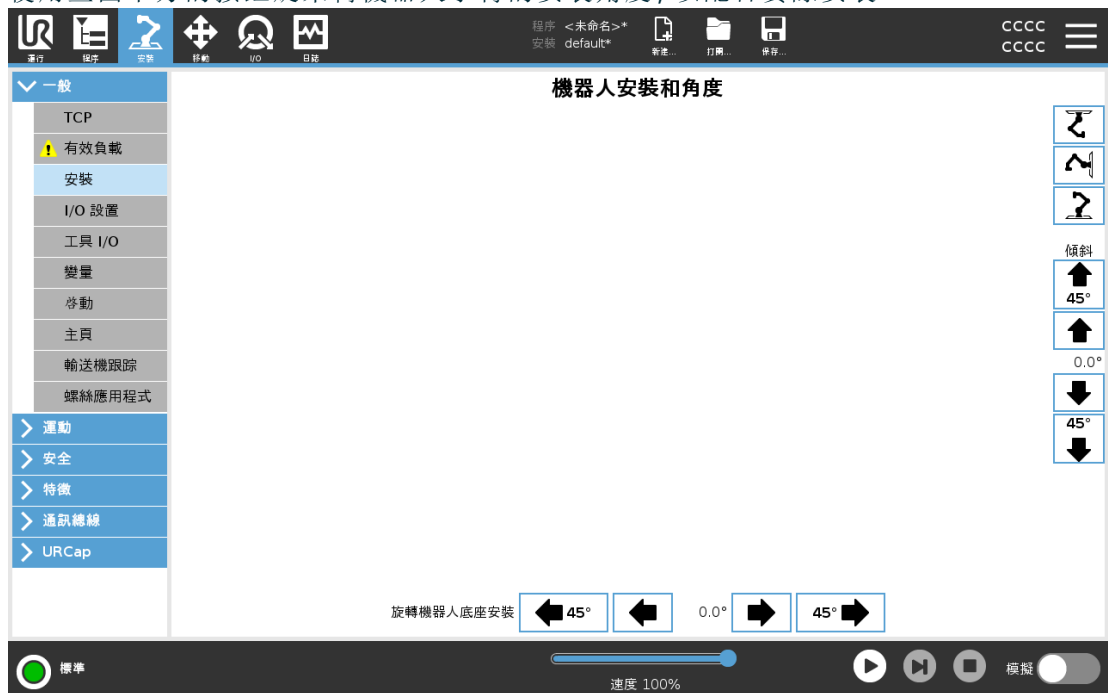 UR
運行
程序
安裝
移動
I/O
日誌
程序 <未命名>*
安裝 default*
新建...
打開...
保存...
CCCC
CCCC
一般
TCP
有效負載
安裝
I/O 設置
工具 I/O
變量
啓動
主頁
輸送機跟踪
螺絲應用程式
運動
安全
特徵
通訊總線
URCap
機器人安裝和角度
傾斜
45°
0.0°
45°
旋轉機器人底座安裝
45°
0.0°
45°
標準
速度 100%
模擬